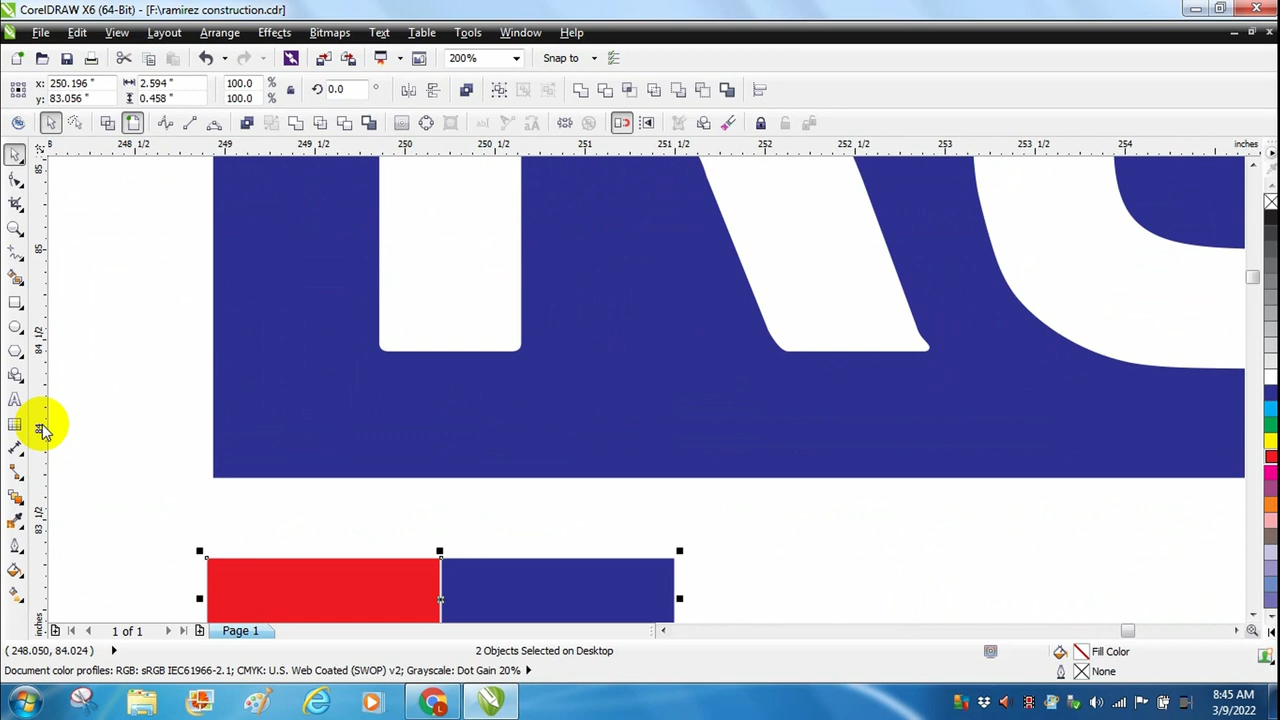 CorelDRAW X6 (64-Bit) - [F:\ramirez construction.cdr]
File Edit View Layout Arrange Effects Bitmaps Text Table Tools Window Help
200% Snap to
x: 250.196 " 2.594 " 100.0 % 0.0 °
y: 83.056 " 0.458 " 100.0 %
248 1/2 249 249 1/2 250 250 1/2 251 251 1/2 252 252 1/2 253 253 1/2 254 inches
85
84 1/2
84
83 1/2
inches
1 of 1 Page 1
( 248.050, 84.024 ) 2 Objects Selected on Desktop Fill Color
Document color profiles: RGB: sRGB IEC61966-2.1; CMYK: U.S. Web Coated (SWOP) v2; Grayscale: Dot Gain 20% None
8:45 AM
3/9/2022